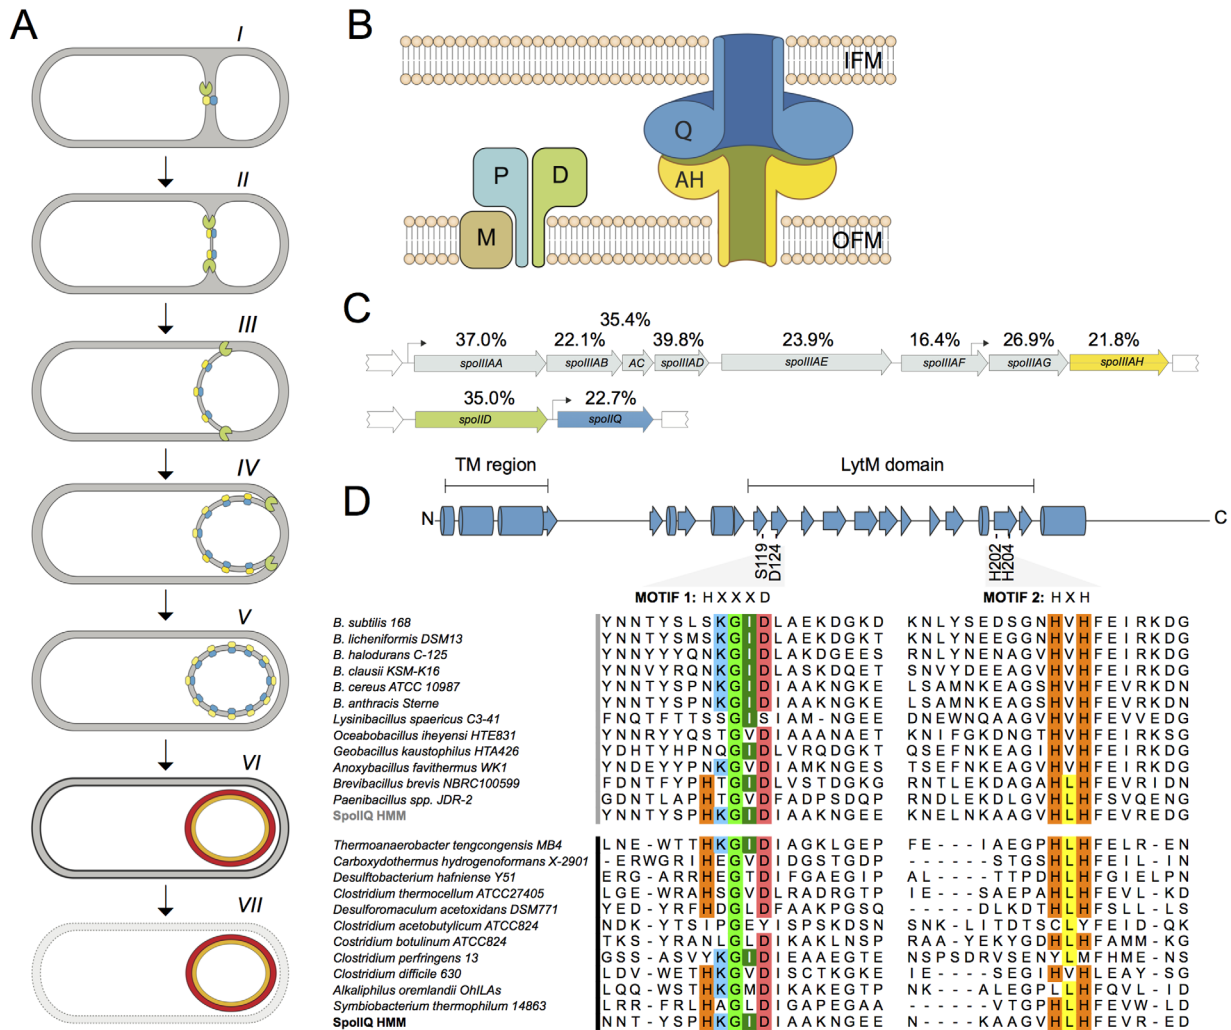 A
I
II
III
IV
V
VI
VII
B
IFM
Q
AH
P
D
M
OFM
C
35.4%
37.0% 22.1% 39.8% 23.9% 16.4% 26.9% 21.8%
spoIIIAA spoIIIAB AC spoIIIAD spoIIIAE spoIIIAF spoIIIAG spoIIIAH
35.0% 22.7%
spoIID spoIIQ
D
TM region LytM domain
N C
S119 D124 H202 H204
MOTIF 1: H X X X D MOTIF 2: H X H
B. subtilis 168 YNNTYSLSKGIDLAEKDGKD KNLYSEDSGNHVHFEIRKDG
B. licheniformis DSM13 YNNTYSMSKGIDLAEKDGKT KNLYNEENGNHVHFEIRKDG
B. halodurans C-125 YNNYYYQNKGIDLAKDGEES RNLYENEAGVHVHFEIRKDG
B. clausii KSM-K16 YNNVYRQNKGIDLASKDQET SNVYDEEAGVHVHFEIRKDG
B. cereus ATCC 10987 YNNTYSPNKGIDIAAKNGKE LSAMNKEAGSHVHFEVRKDN
B. anthracis Sterne YNNTYSPNKGIDIAAKNGKE LSAMNKEAGSHVHFEVRKDN
Lysinibacillus spaericus C3-41 FNQTFTTSSGISIAM-NGEE DNEWNQAAGVHVHFEVVEDG
Oceabobacillus iheyensi HTE831 YNNRYYQSTGVDIAAANAET KNIFGKDNGTHVHFEIRKSG
Geobacillus kaustophilus HTA426 YDHTYHPNQGIDLVRQDGKT QSEFNKEAGIHVHFEIRKDG
Anoxybacillus favithermus WK1 YNDEYYPNKGVDIAMKNGES TSEFNKEAGVHVHFEIRKDG
Brevibacillus brevis NBRC100599 FDNTFYPHTGIDLVSTDGKG RNTLEKDAGAHLHFEVRIDN
Paenibacillus spp. JDR-2 GDNTLAPHTGVDFADPSDQP RNDLEKDLGVHLHFSVQENG
SpoIIQ HMM YNNTYSPHKGIDIAAKNGKE KNLYNKDAGVHLHFEVREDG
Thermoanaerobacter tengcongensis MB4 LNE-WTTHKGIDIAGKLGEP FE----IAEGPHLHFELR-EN
Carboxydothermus hydrogenoformans X-2901 -ERWGRIHEGVDIDGSTGDP ------STGSHLHFEIL-IN
Desulftobacterium hafniense Y51 ERG-ARRHEGTDIFGAEGIP AL----TTPDHLHFGIELPN
Clostridium thermocellum ATCC27405 LGE-WRAHSGVDLRADRGTP IE----SAEPAHLHFEVL-KD
Desulforomaculum acetoxidans DSM771 YED-YRFHDGLDIAAKPGSQ -----DLKDTHLHFSLL-LS
Clostridium acetobutylicum ATCC824 NDK-YTSIPGEYISPSKDSN SNK-LITDTSCLYFEID-QK
Costridium botulinum ATCC824 TKS-YRANLGLDIKAKLNSP RAA-YEKYGDHLHFAMM-KG
Clostridium perfringens 13 GSS-ASVYKGIDIEAAEGTE NSPSDRVSENYLMFHME-NS
Clostridium difficile 630 LDV-WETHKGVDISCTKGKE IE----SEGIHVHLEAY-SG
Alkaliphilus oremlandii OhILAs LQQ-WSTHKGMDIKAKEGTP NK----ALEGPLLHFQVL-ID
Symbiobacterium thermophilum 14863 LRR-FRLHAGLDIGAPEGAA ------VTGPHLHFEVW-LD
SpoIIQ HMM NNT-YSPHKGIDIAAKNGEE N----KAAGVHLHFEVL-ED